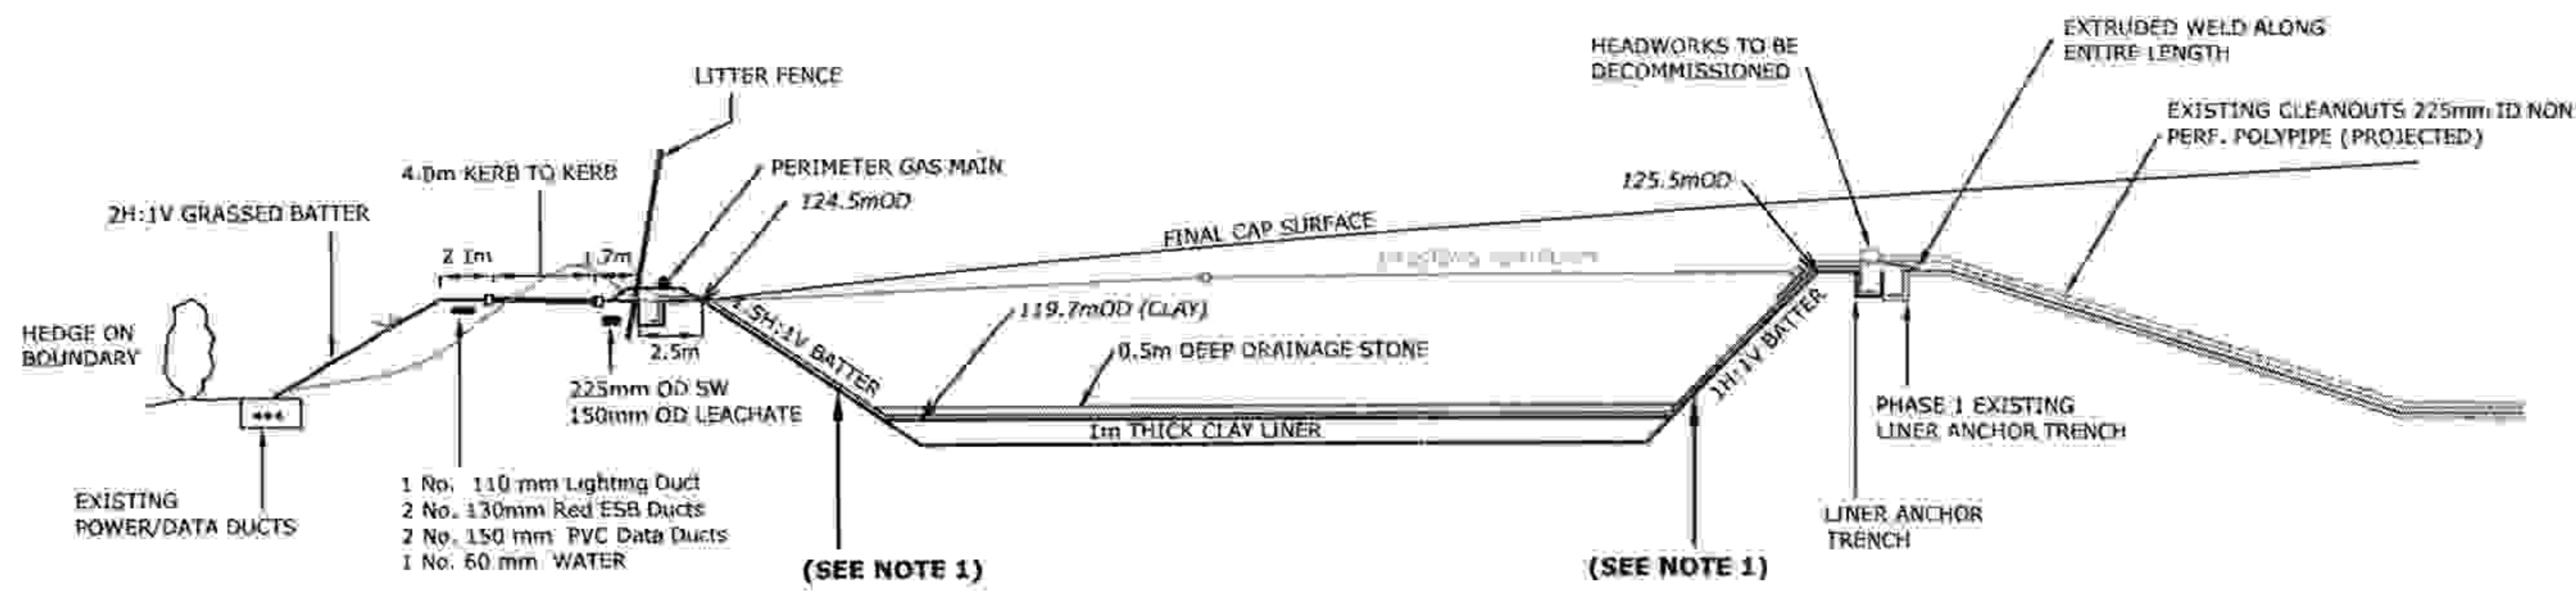 HEADWORKS TO BE
DECOMMISSIONED
EXTRUDED WELD ALONG
ENTIRE LENGTH
LITTER FENCE
EXISTING CLEANOUTS 225mm ID NON
PERF. POLYPIPE (PROJECTED)
4.0m KERB TO KERB
PERIMETER GAS MAIN
124.5mOD
125.5mOD
2H:1V GRASSED BATTER
FINAL CAP SURFACE
2.1m
1.7m
119.7mOD (CLAY)
HEDGE ON
BOUNDARY
1.5H:1V BATTER
1H:1V BATTER
2.5m
0.5m DEEP DRAINAGE STONE
225mm OD SW
150mm OD LEACHATE
1m THICK CLAY LINER
PHASE 1 EXISTING
LINER ANCHOR TRENCH
EXISTING
POWER/DATA DUCTS
1 No. 110 mm Lighting Duct
2 No. 130mm Red ESB Ducts
2 No. 150 mm PVC Data Ducts
1 No. 60 mm WATER
LINER ANCHOR
TRENCH
(SEE NOTE 1)
(SEE NOTE 1)